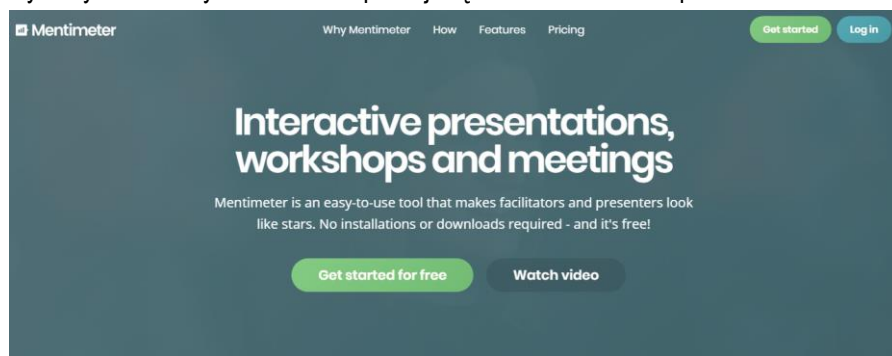 Mentimeter
Why Mentimeter How Features Pricing
Get started Log in
Interactive presentations,
workshops and meetings
Mentimeter is an easy-to-use tool that makes facilitators and presenters look
like stars. No installations or downloads required - and it's free!
Get started for free Watch video